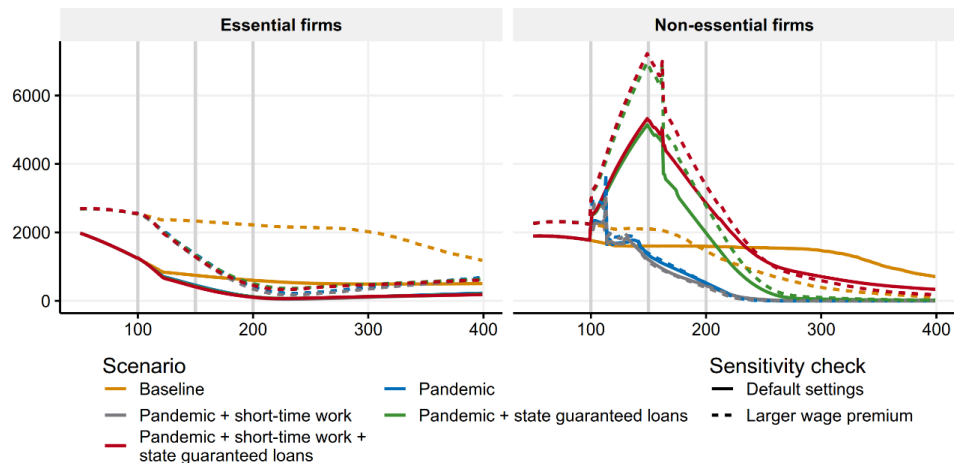 Essential firms
Non-essential firms
6000
4000
2000
0
100
200
300
400
100
200
300
400
Scenario
Baseline
Pandemic
Pandemic + short-time work
Pandemic + state guaranteed loans
Pandemic + short-time work +
state guaranteed loans
Sensitivity check
Default settings
Larger wage premium